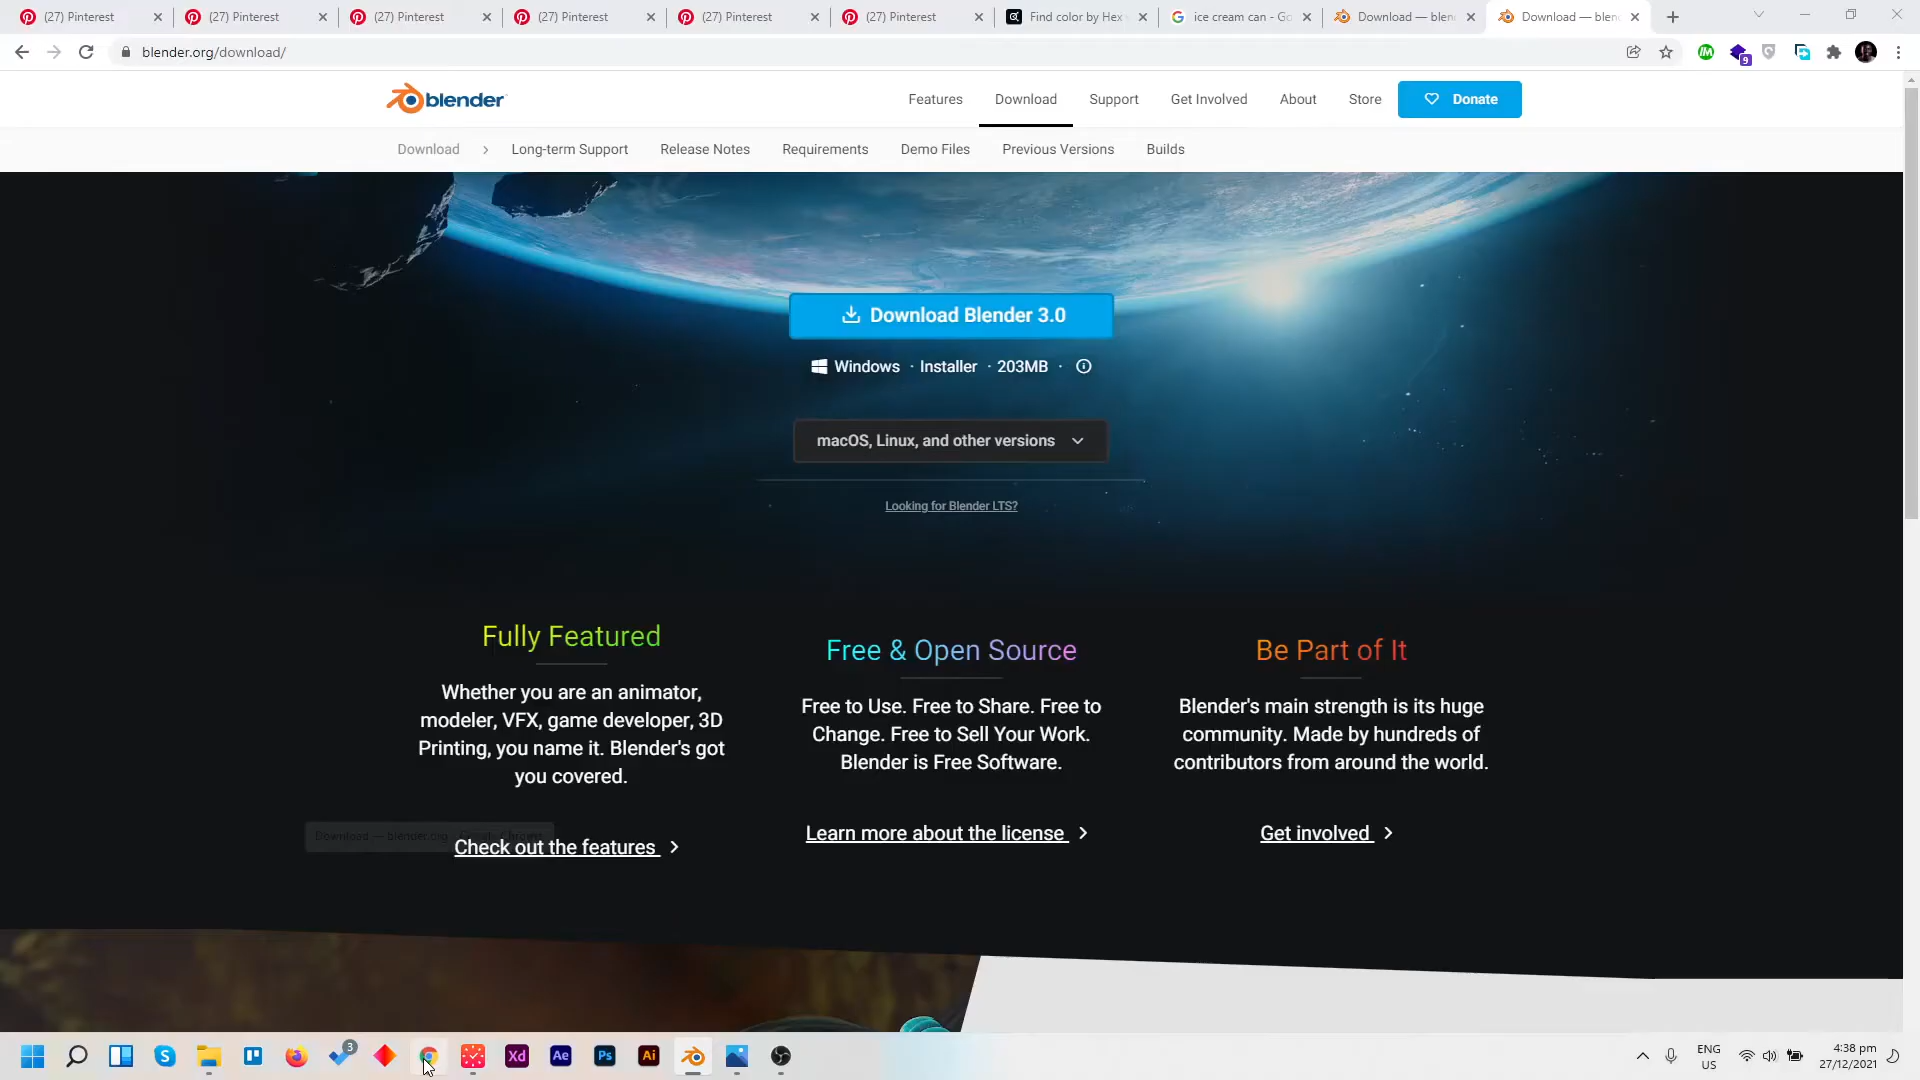 (27) Pinterest
(27) Pinterest
(27) Pinterest
(27) Pinterest
(27) Pinterest
(27) Pinterest
Find color by Hex
ice cream can - Go
Download — blen
Download — blen
blender.org/download/
9
blender
Features
Download
Support
Get Involved
About
Store
Donate
Download
Long-term Support
Release Notes
Requirements
Demo Files
Previous Versions
Builds
Download Blender 3.0
Windows · Installer · 203MB ·
macOS, Linux, and other versions
Looking for Blender LTS?
Fully Featured
Whether you are an animator,
modeler, VFX, game developer, 3D
Printing, you name it. Blender's got
you covered.
Check out the features
Free & Open Source
Free to Use. Free to Share. Free to
Change. Free to Sell Your Work.
Blender is Free Software.
Learn more about the license
Be Part of It
Blender's main strength is its huge
community. Made by hundreds of
contributors from around the world.
Get involved
Download — blender.org - Google Chrome
3
Xd
Ae
Ps
Ai
ENG
US
4:38 pm
27/12/2021